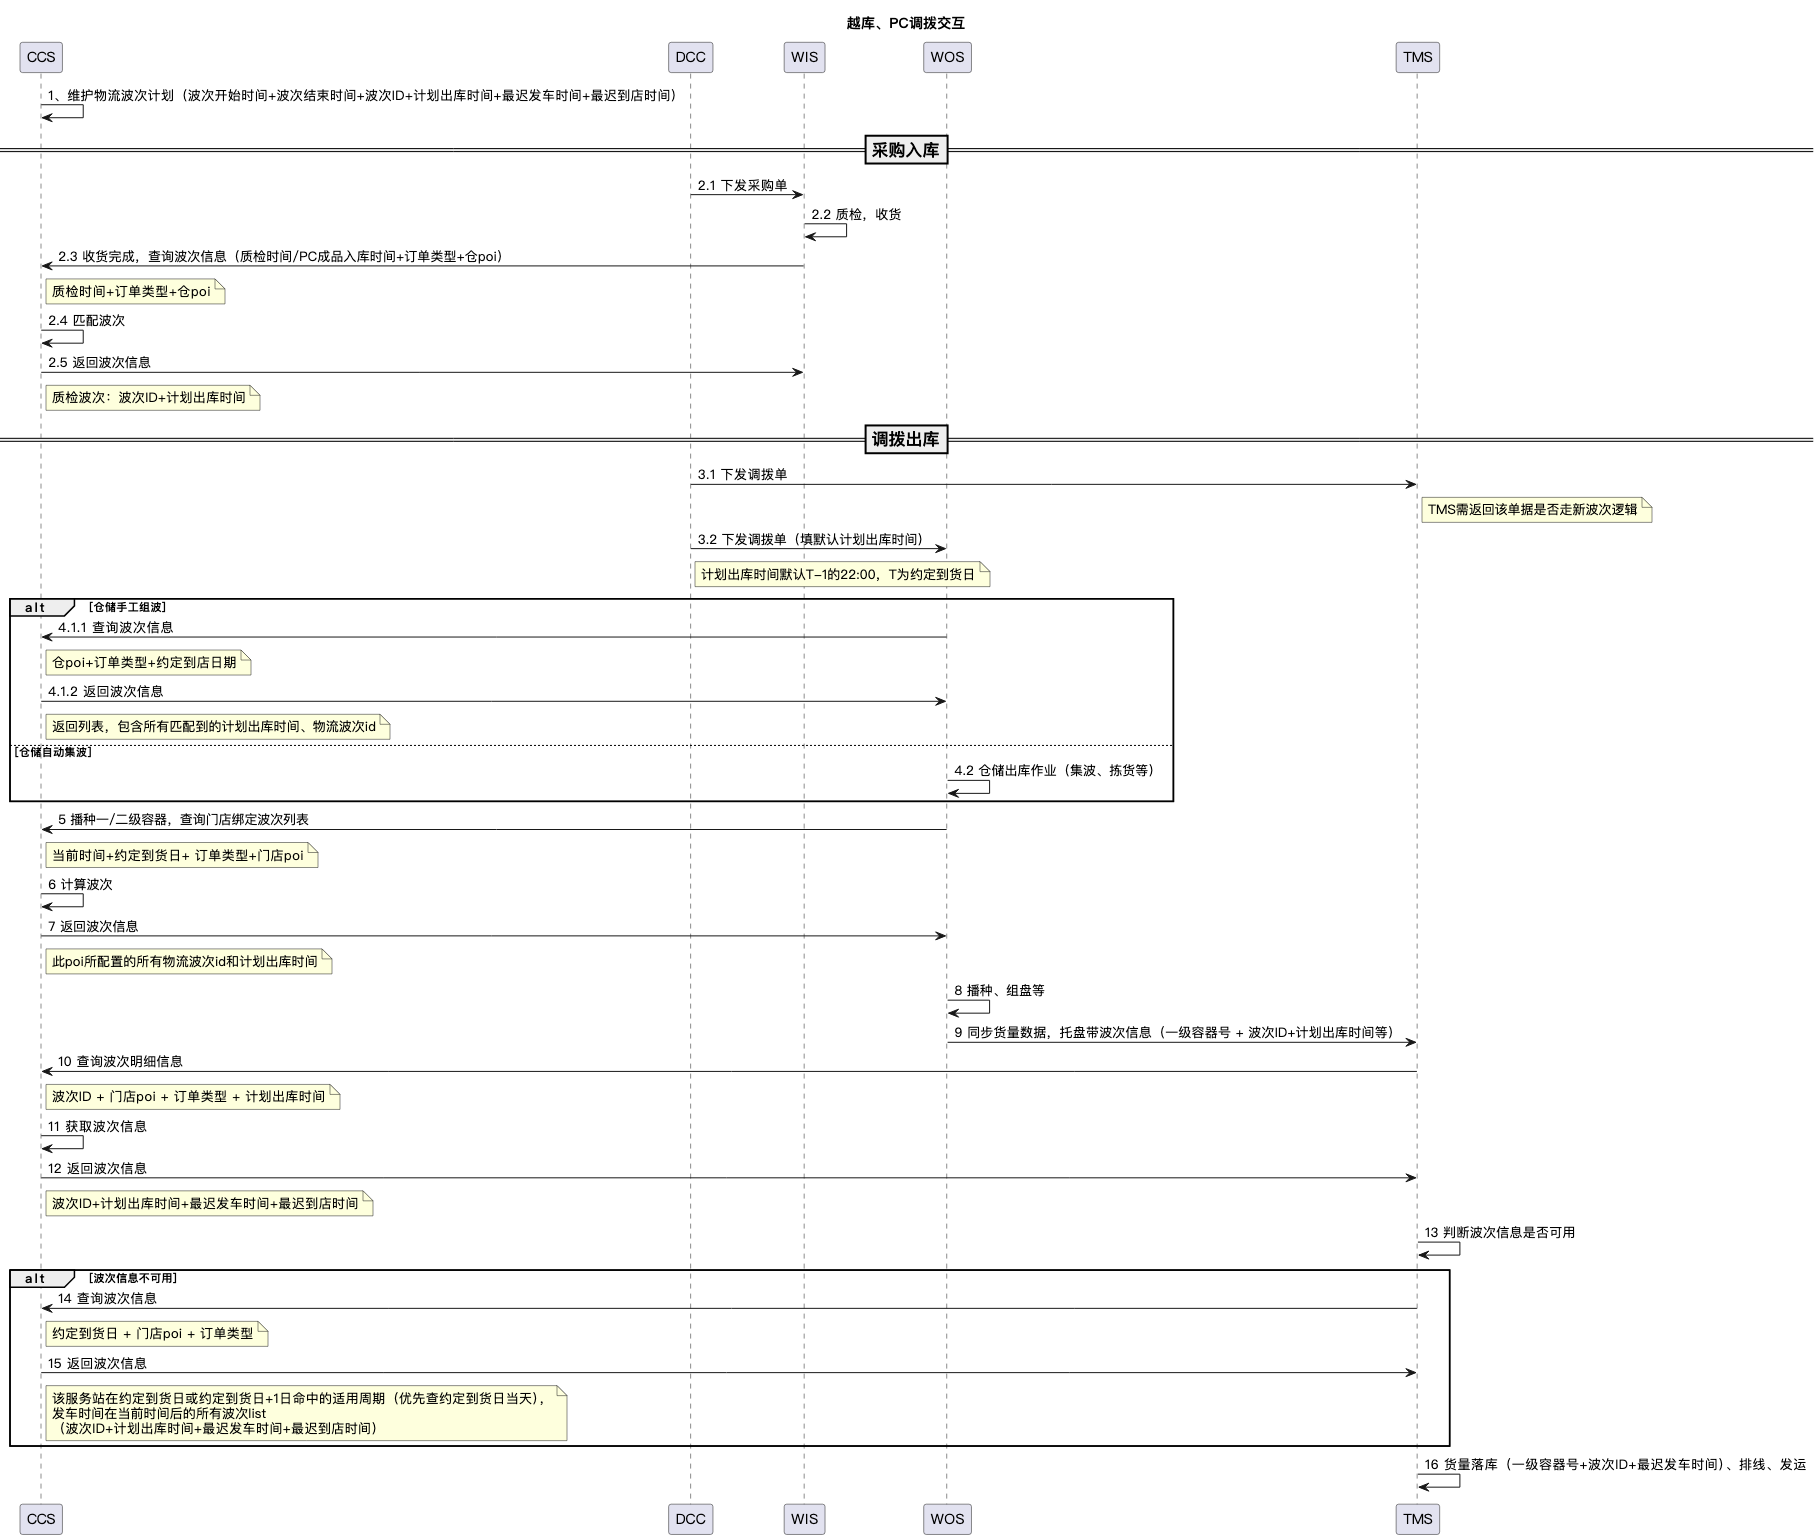 越库、PC调拨交互
CCS
DCC
WIS
WOS
TMS
1、维护物流波次计划（波次开始时间+波次结束时间+波次ID+计划出库时间+最迟发车时间+最迟到店时间）
采购入库
2.1 下发采购单
2.2 质检，收货
2.3 收货完成，查询波次信息（质检时间/PC成品入库时间+订单类型+仓poi）
质检时间+订单类型+仓poi
2.4 匹配波次
2.5 返回波次信息
质检波次：波次ID+计划出库时间
调拨出库
3.1 下发调拨单
TMS需返回该单据是否走新波次逻辑
3.2 下发调拨单（填默认计划出库时间）
计划出库时间默认T-1的22:00，T为约定到货日
alt
[仓储手工组波]
4.1.1 查询波次信息
仓poi+订单类型+约定到店日期
4.1.2 返回波次信息
返回列表，包含所有匹配到的计划出库时间、物流波次id
[仓储自动集波]
4.2 仓储出库作业（集波、拣货等）
5 播种一/二级容器，查询门店绑定波次列表
当前时间+约定到货日+ 订单类型+门店poi
6 计算波次
7 返回波次信息
此poi所配置的所有物流波次id和计划出库时间
8 播种、组盘等
9 同步货量数据，托盘带波次信息（一级容器号 + 波次ID+计划出库时间等）
10 查询波次明细信息
波次ID + 门店poi + 订单类型 + 计划出库时间
11 获取波次信息
12 返回波次信息
波次ID+计划出库时间+最迟发车时间+最迟到店时间
13 判断波次信息是否可用
alt
[波次信息不可用]
14 查询波次信息
约定到货日 + 门店poi + 订单类型
15 返回波次信息
该服务站在约定到货日或约定到货日+1日命中的适用周期（优先查约定到货日当天），
发车时间在当前时间后的所有波次list
（波次ID+计划出库时间+最迟发车时间+最迟到店时间）
16 货量落库（一级容器号+波次ID+最迟发车时间）、排线、发运
CCS
DCC
WIS
WOS
TMS